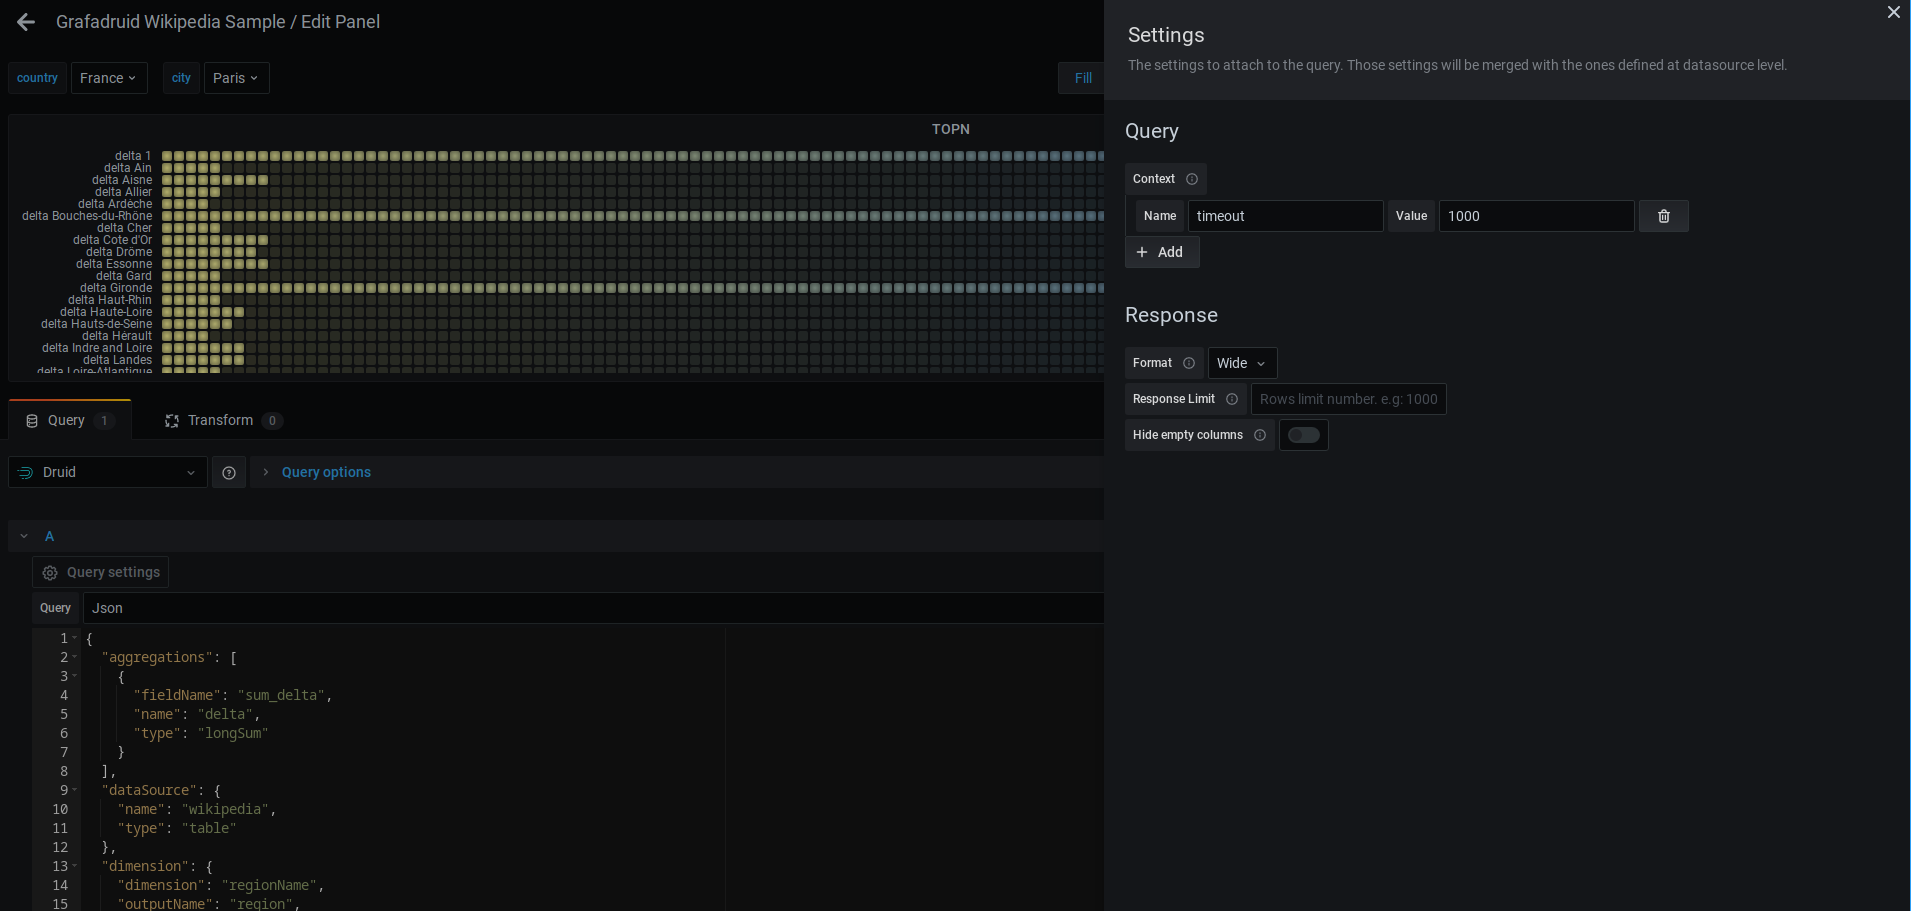 Grafadruid Wikipedia Sample / Edit Panel
country France city Paris
Fill
TOPN
delta 1
delta Ain
delta Aisne
delta Allier
delta Ardèche
delta Bouches-du-Rhône
delta Cher
delta Cote d'Or
delta Drôme
delta Essonne
delta Gard
delta Gironde
delta Haut-Rhin
delta Haute-Loire
delta Hauts-de-Seine
delta Hérault
delta Indre and Loire
delta Landes
delta Loire-Atlantique
Query 1
Transform 0
Druid
Query options
A
Query settings
Query Json
1 {
2 "aggregations": [
3 {
4 "fieldName": "sum_delta",
5 "name": "delta",
6 "type": "longSum"
7 }
8 ],
9 "dataSource": {
10 "name": "wikipedia",
11 "type": "table"
12 },
13 "dimension": {
14 "dimension": "regionName",
15 "outputName": "region",
Settings
The settings to attach to the query. Those settings will be merged with the ones defined at datasource level.
Query
Context
Name timeout Value 1000
Add
Response
Format Wide
Response Limit Rows limit number. e.g: 1000
Hide empty columns